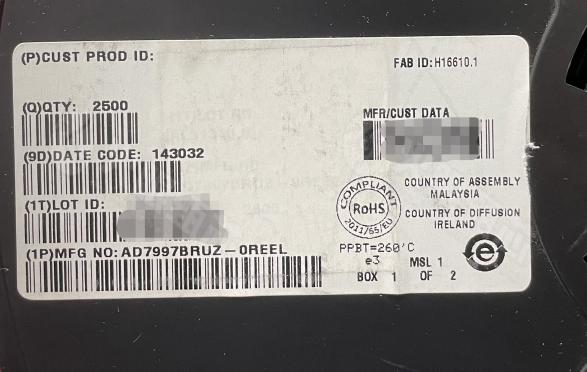 (P)CUST PROD ID:
FAB ID:H16610.1
(Q)QTY: 2500
MFR/CUST DATA
(9D)DATE CODE: 143032
(1T)LOT ID:
COMPLIANT
RoHS
2011/65/EU
COUNTRY OF ASSEMBLY
MALAYSIA
COUNTRY OF DIFFUSION
IRELAND
(1P)MFG NO: AD7997BRUZ-0REEL
PPBT=260'C
e3
MSL 1
BOX 1 OF 2
e